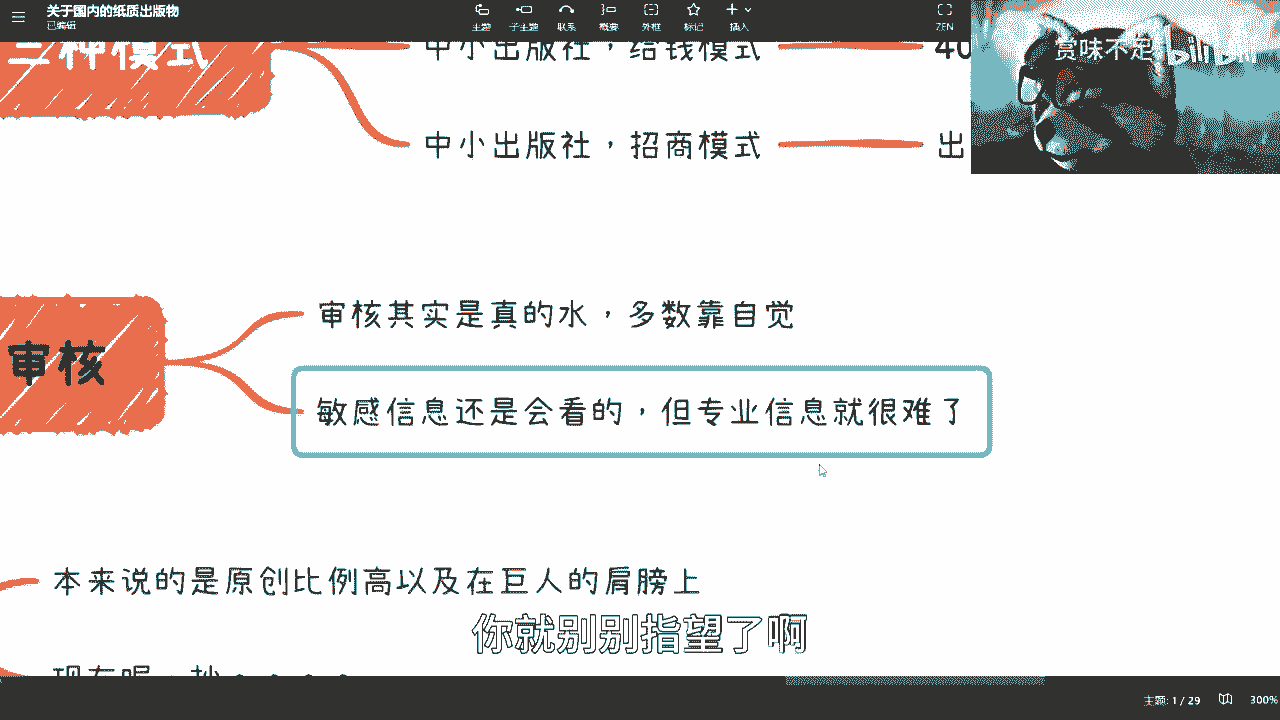 关于国内的纸质出版物
已编辑
主题
子主题
联系
概要
外框
标记
插入
ZEN
赏味不足
bilibili
三种模式
中小出版社，给钱模式
40
中小出版社，招商模式
出
审核
审核其实是真的水，多数靠自觉
敏感信息还是会看的，但专业信息就很难了
本来说的是原创比例高以及在巨人的肩膀上
你就别别指望了啊
现在呢，抄。。。。
主题: 1 / 29
300%